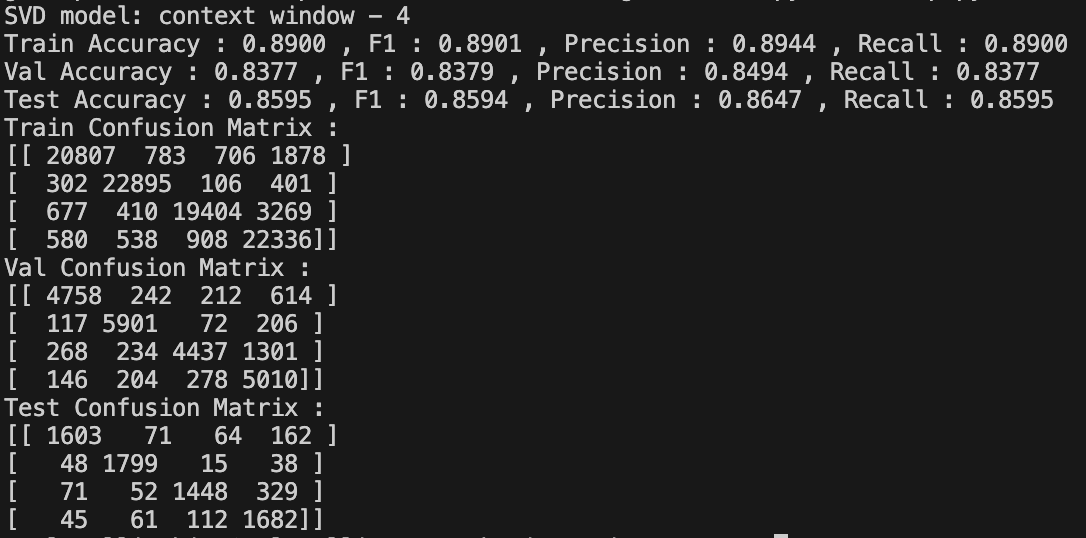 SVD model: context window - 4
Train Accuracy : 0.8900 , F1 : 0.8901 , Precision : 0.8944 , Recall : 0.8900
Val Accuracy : 0.8377 , F1 : 0.8379 , Precision : 0.8494 , Recall : 0.8377
Test Accuracy : 0.8595 , F1 : 0.8594 , Precision : 0.8647 , Recall : 0.8595
Train Confusion Matrix :
[[ 20807  783  706 1878 ]
[  302 22895  106  401 ]
[  677  410 19404 3269 ]
[  580  538  908 22336]]
Val Confusion Matrix :
[[ 4758  242  212  614 ]
[  117 5901   72  206 ]
[  268  234 4437 1301 ]
[  146  204  278 5010]]
Test Confusion Matrix :
[[ 1603   71   64  162 ]
[   48 1799   15   38 ]
[   71   52 1448  329 ]
[   45   61  112 1682]]